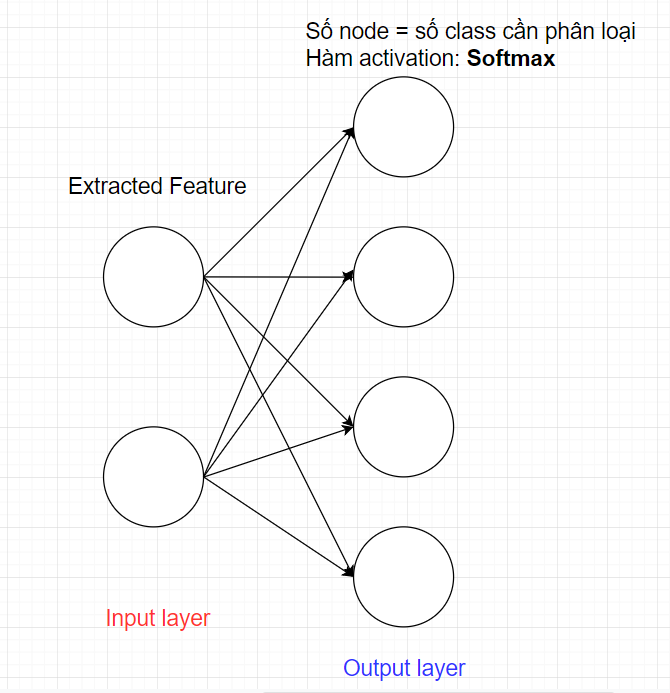 Số node = số class cần phân loại
Hàm activation: Softmax
Extracted Feature
Input layer
Output layer